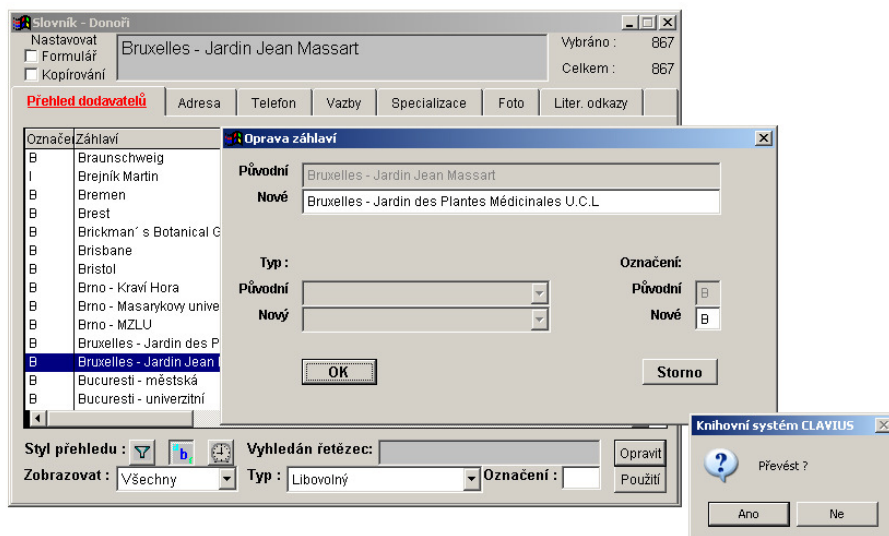 Slovník - Donoři
Nastavovat
Formulář
Kopírování
Bruxelles - Jardin Jean Massart
Vybráno : 867
Celkem : 867
Přehled dodavatelů Adresa Telefon Vazby Specializace Foto Liter. odkazy
Označe Záhlaví
B Braunschweig
I Brejník Martin
B Bremen
B Brest
B Brickman´ s Botanical G
B Brisbane
B Bristol
B Brno - Kraví Hora
B Brno - Masarykovy unive
B Brno - MZLU
B Bruxelles - Jardin des P
B Bruxelles - Jardin Jean
B Bucuresti - městská
B Bucuresti - univerzitní
Styl přehledu : b Vyhledán řetězec: Opravit
Zobrazovat : Všechny Typ : Libovolný Označení : Použití
Oprava záhlaví
Původní Bruxelles - Jardin Jean Massart
Nové Bruxelles - Jardin des Plantes Médicinales U.C.L
Typ : Označení:
Původní Původní B
Nový Nové B
OK Storno
Knihovní systém CLAVIUS
Převést ?
Ano Ne